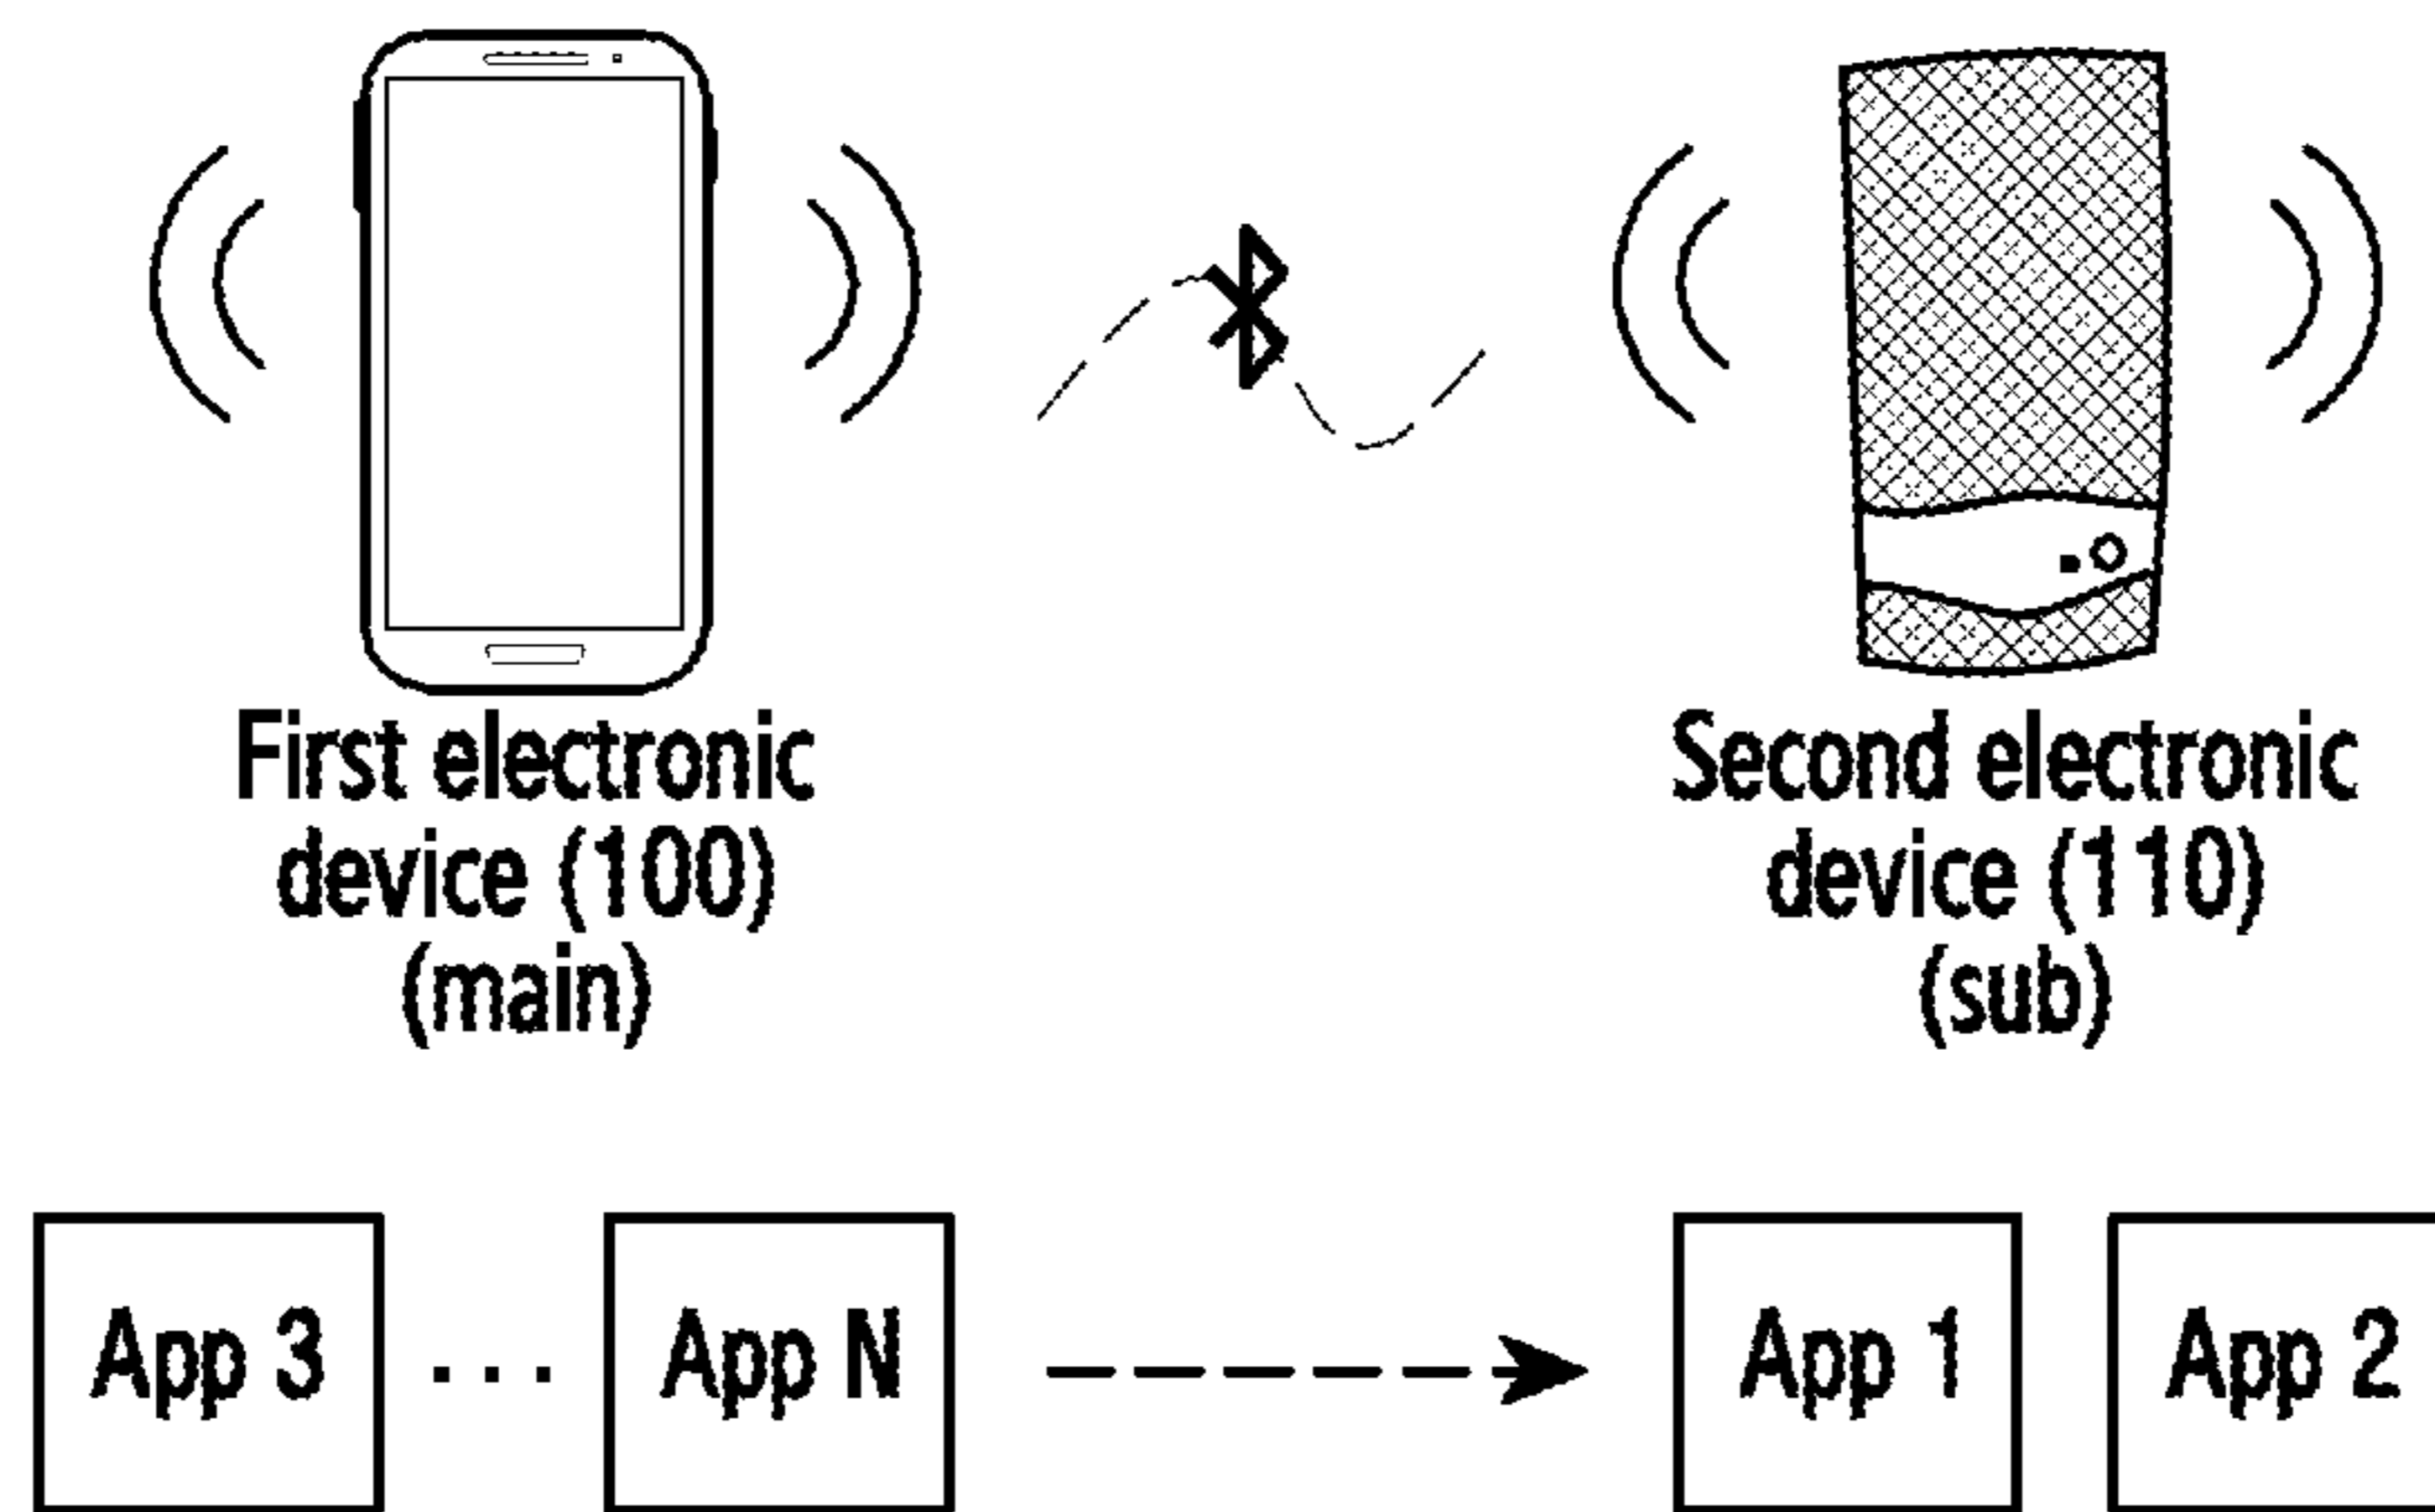 First electronic
device (100)
(main)
Second electronic
device (110)
(sub)
App 3 ... App N
App 1 App 2